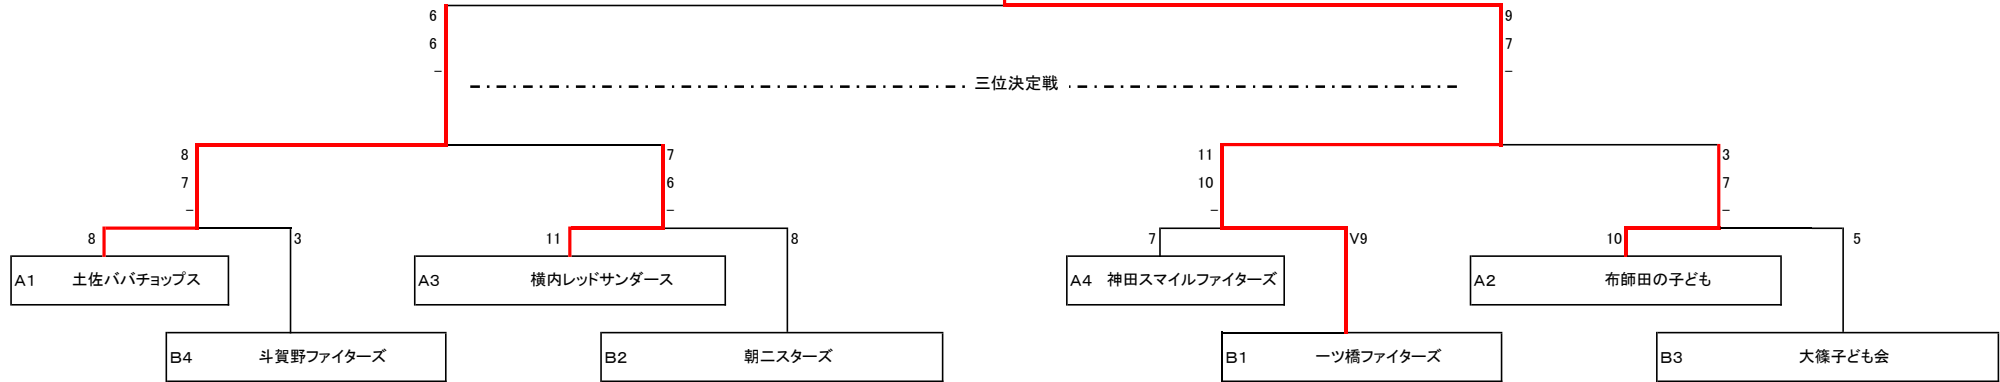 6 9
6 7
- -
三位決定戦
8 7 11 3
7 6 10 7
- - - -
8 3 11 8 7 V9 10 5
A1 土佐ババチョップス A3 横内レッドサンダース A4 神田スマイルファイターズ A2 布師田の子ども
B4 斗賀野ファイターズ B2 朝ニスターズ B1 一ツ橋ファイターズ B3 大篠子ども会